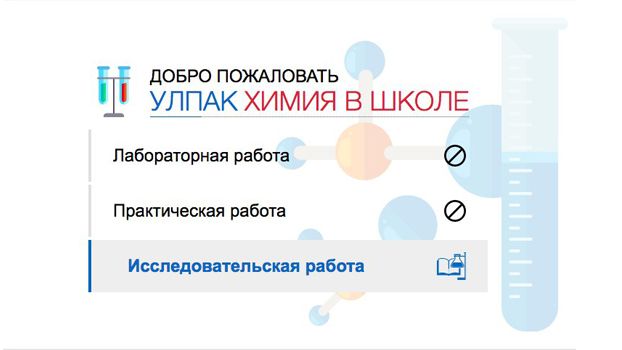 ДОБРО ПОЖАЛОВАТЬ
УЛПАК ХИМИЯ В ШКОЛЕ
Лабораторная работа
Практическая работа
Исследовательская работа